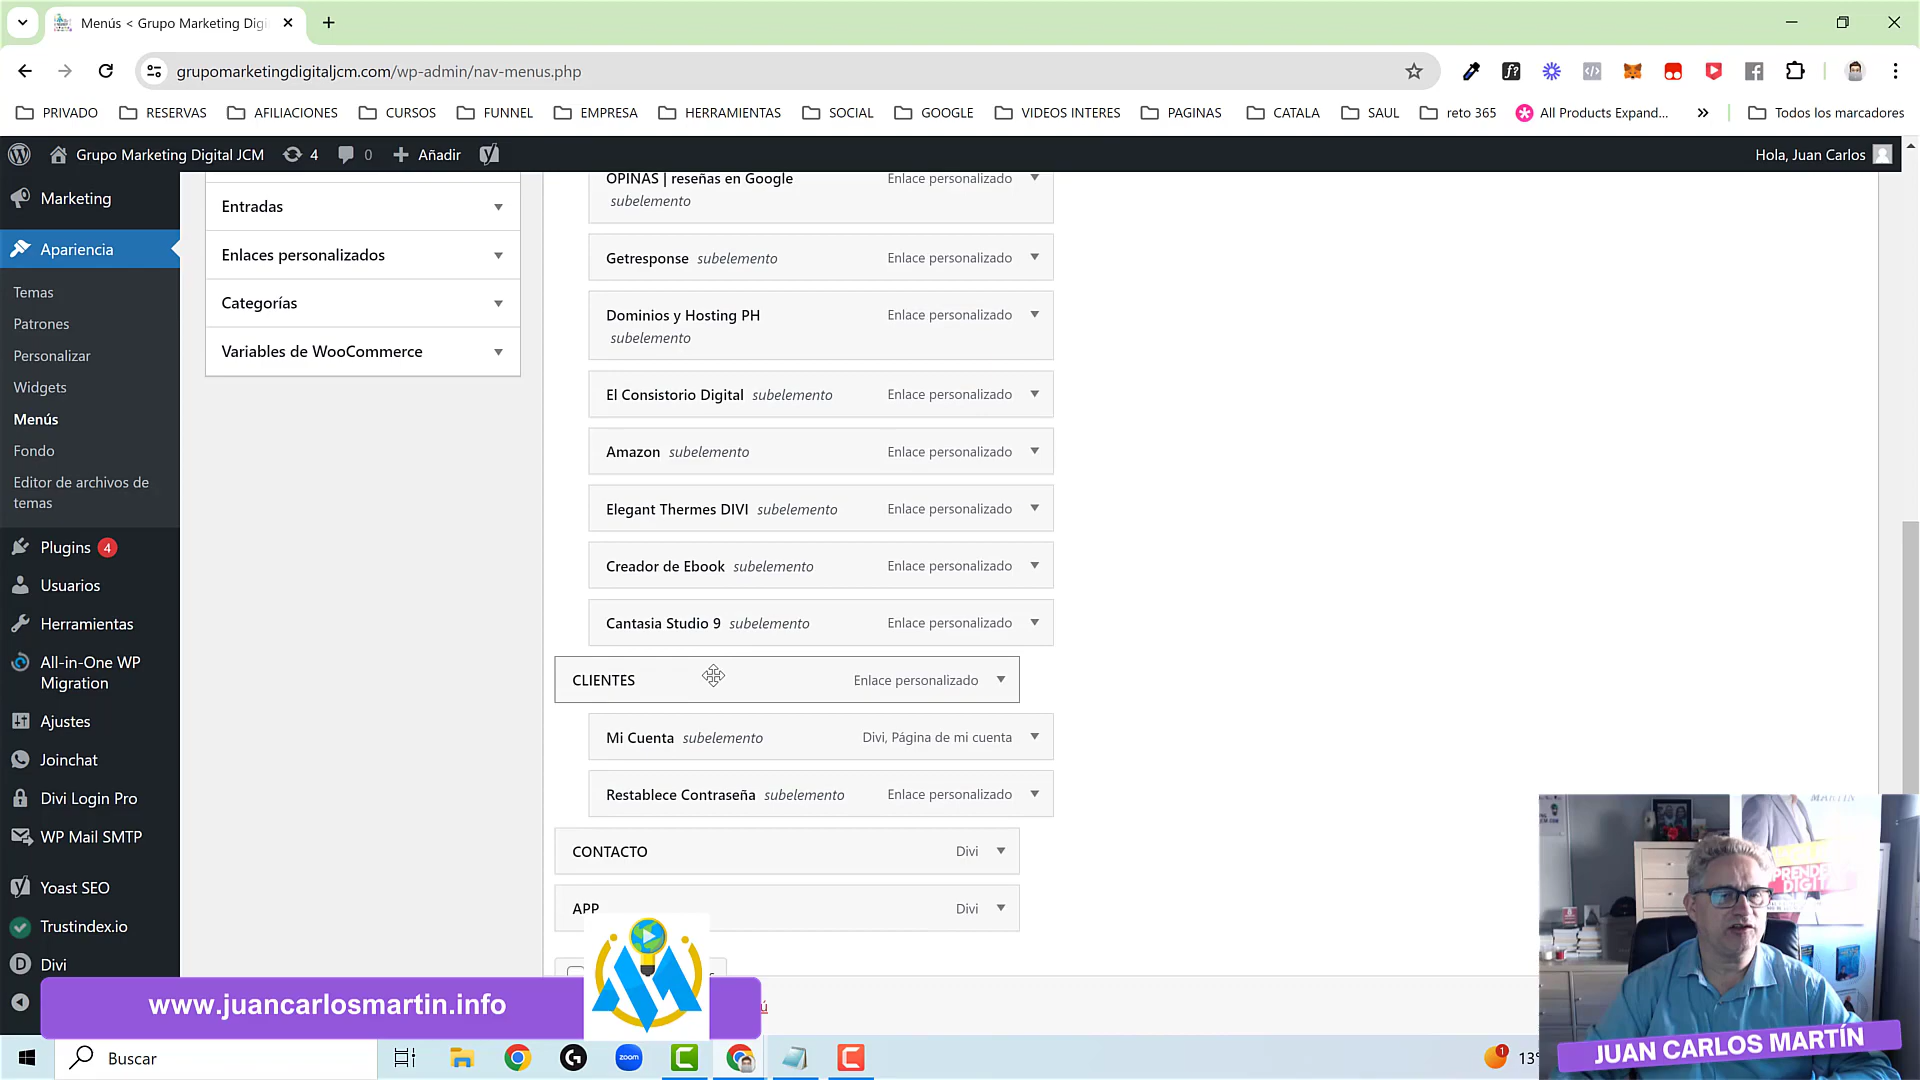 Menús < Grupo Marketing Digi
grupomarketingdigitaljcm.com/wp-admin/nav-menus.php
PRIVADO
RESERVAS
AFILIACIONES
CURSOS
FUNNEL
EMPRESA
HERRAMIENTAS
SOCIAL
GOOGLE
VIDEOS INTERES
PAGINAS
CATALA
SAUL
reto 365
All Products Expand...
Todos los marcadores
Grupo Marketing Digital JCM
4
0
Añadir
Hola, Juan Carlos
Marketing
Apariencia
Temas
Patrones
Personalizar
Widgets
Menús
Fondo
Editor de archivos de
temas
Plugins 4
Usuarios
Herramientas
All-in-One WP
Migration
Ajustes
Joinchat
Divi Login Pro
WP Mail SMTP
Yoast SEO
Trustindex.io
Divi
Entradas
Enlaces personalizados
Categorías
Variables de WooCommerce
OPINAS | reseñas en Google Enlace personalizado
subelemento
Getresponse subelemento Enlace personalizado
Dominios y Hosting PH Enlace personalizado
subelemento
El Consistorio Digital subelemento Enlace personalizado
Amazon subelemento Enlace personalizado
Elegant Thermes DIVI subelemento Enlace personalizado
Creador de Ebook subelemento Enlace personalizado
Cantasia Studio 9 subelemento Enlace personalizado
CLIENTES Enlace personalizado
Mi Cuenta subelemento Divi, Página de mi cuenta
Restablece Contraseña subelemento Enlace personalizado
CONTACTO Divi
APP Divi
www.juancarlosmartin.info
MARTÍN
JUAN CARLOS MARTÍN
Buscar
zoom
1
13°